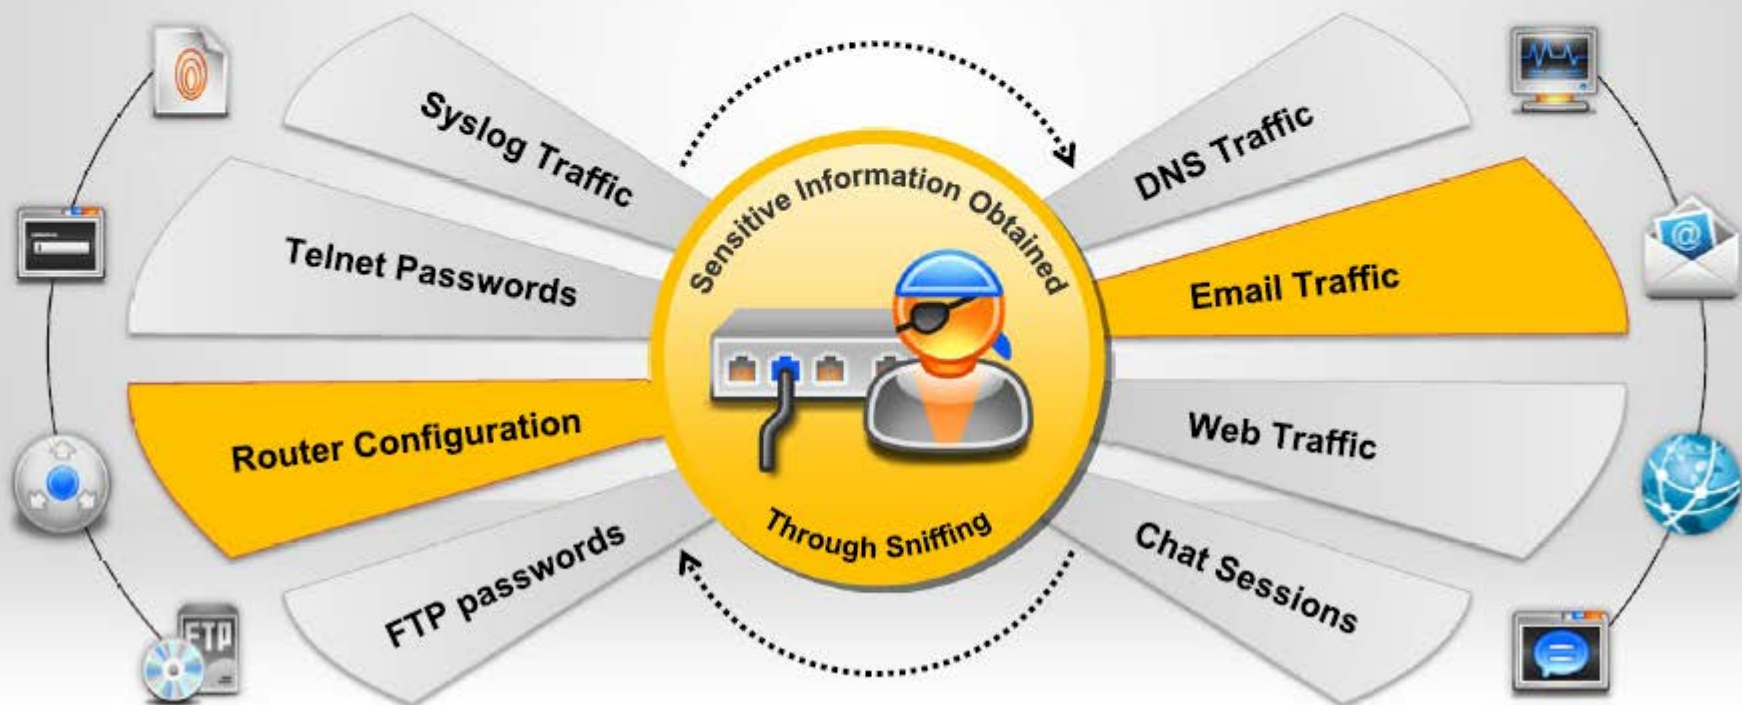 Syslog Traffic
Telnet Passwords
Router Configuration
FTP passwords
FTP
Sensitive Information Obtained
Through Sniffing
DNS Traffic
Email Traffic
@
Web Traffic
Chat Sessions